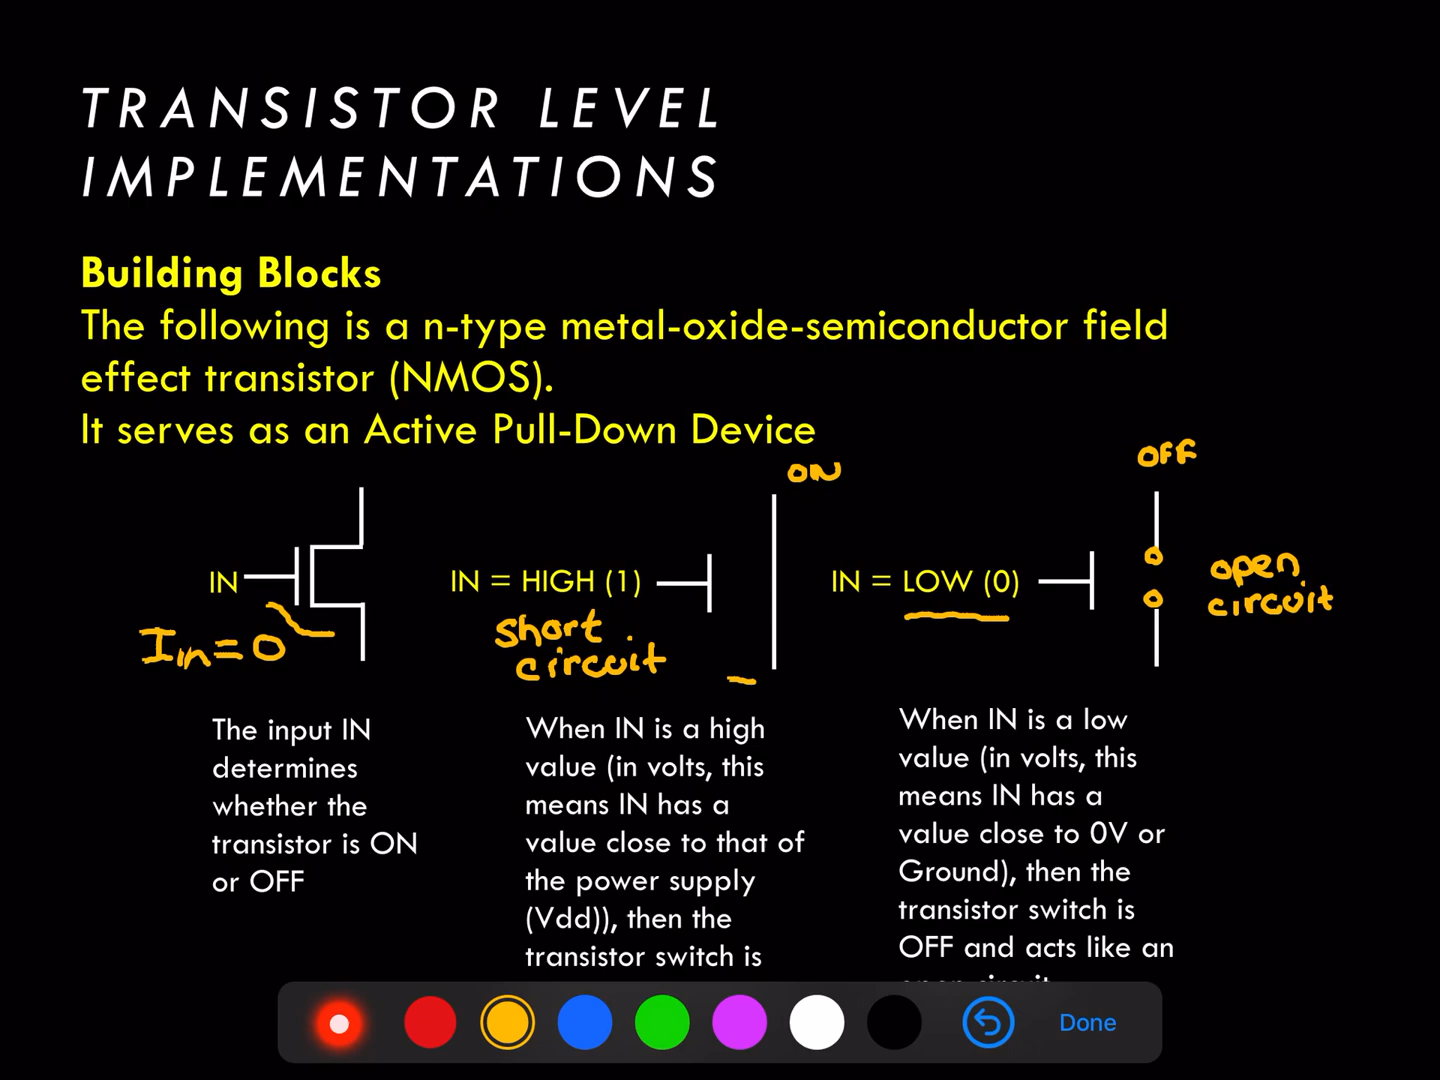 TRANSISTOR LEVEL
IMPLEMENTATIONS
Building Blocks
The following is a n-type metal-oxide-semiconductor field
effect transistor (NMOS).
It serves as an Active Pull-Down Device
ON
OFF
IN
Iin=0
IN = HIGH (1)
short
circuit
IN = LOW (0)
open
circuit
The input IN
determines
whether the
transistor is ON
or OFF
When IN is a high
value (in volts, this
means IN has a
value close to that of
the power supply
(Vdd)), then the
transistor switch is
When IN is a low
value (in volts, this
means IN has a
value close to 0V or
Ground), then the
transistor switch is
OFF and acts like an
Done